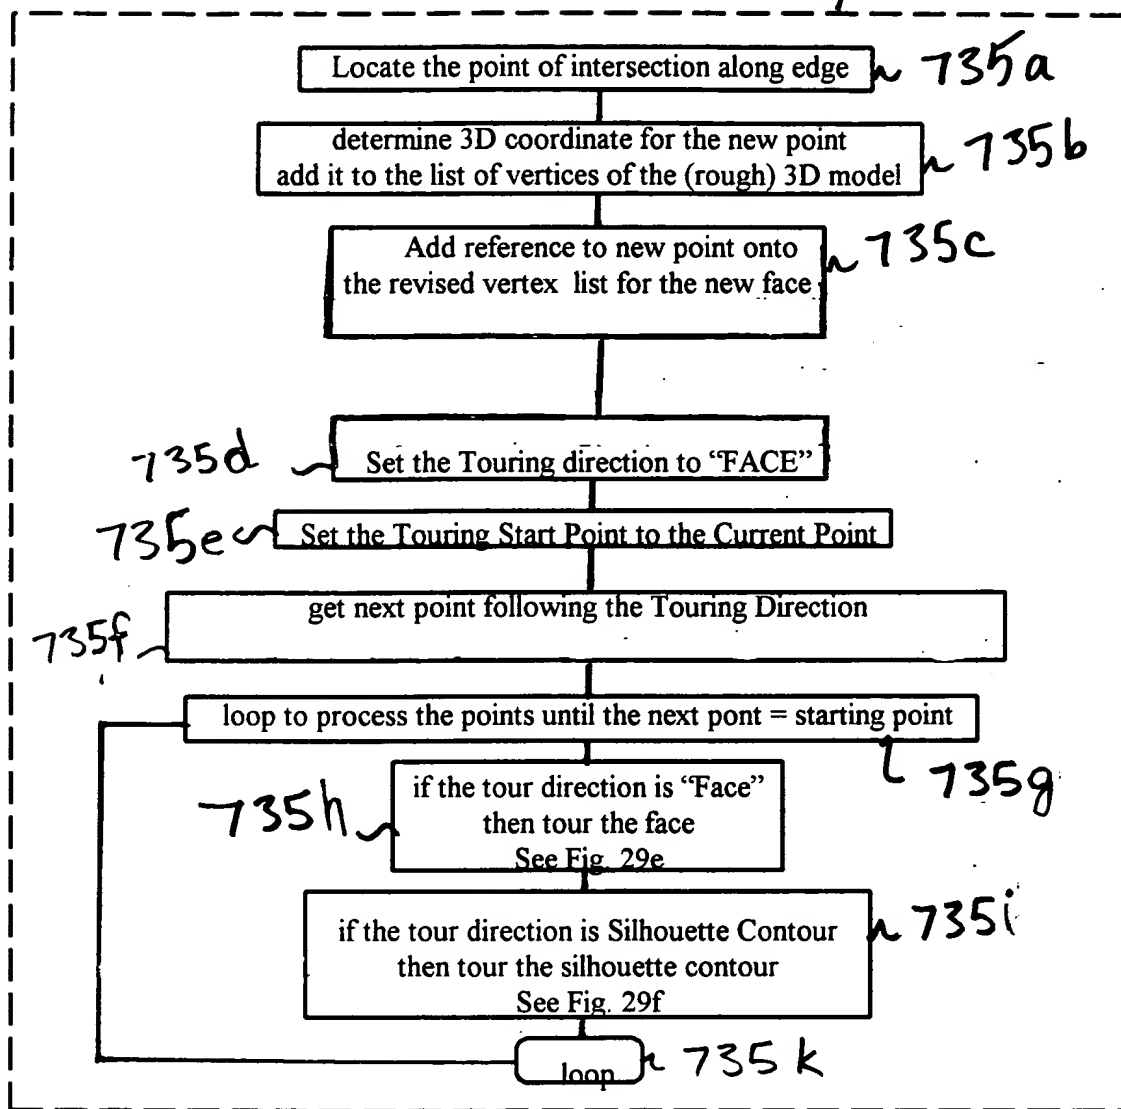 Locate the point of intersection along edge
735a
determine 3D coordinate for the new point
add it to the list of vertices of the (rough) 3D model
735b
Add reference to new point onto
the revised vertex list for the new face
735c
735d
Set the Touring direction to “FACE”
735e
Set the Touring Start Point to the Current Point
get next point following the Touring Direction
735f
loop to process the points until the next pont = starting point
735g
735h
if the tour direction is “Face”
then tour the face
See Fig. 29e
if the tour direction is Silhouette Contour
then tour the silhouette contour
See Fig. 29f
735i
loop
735k